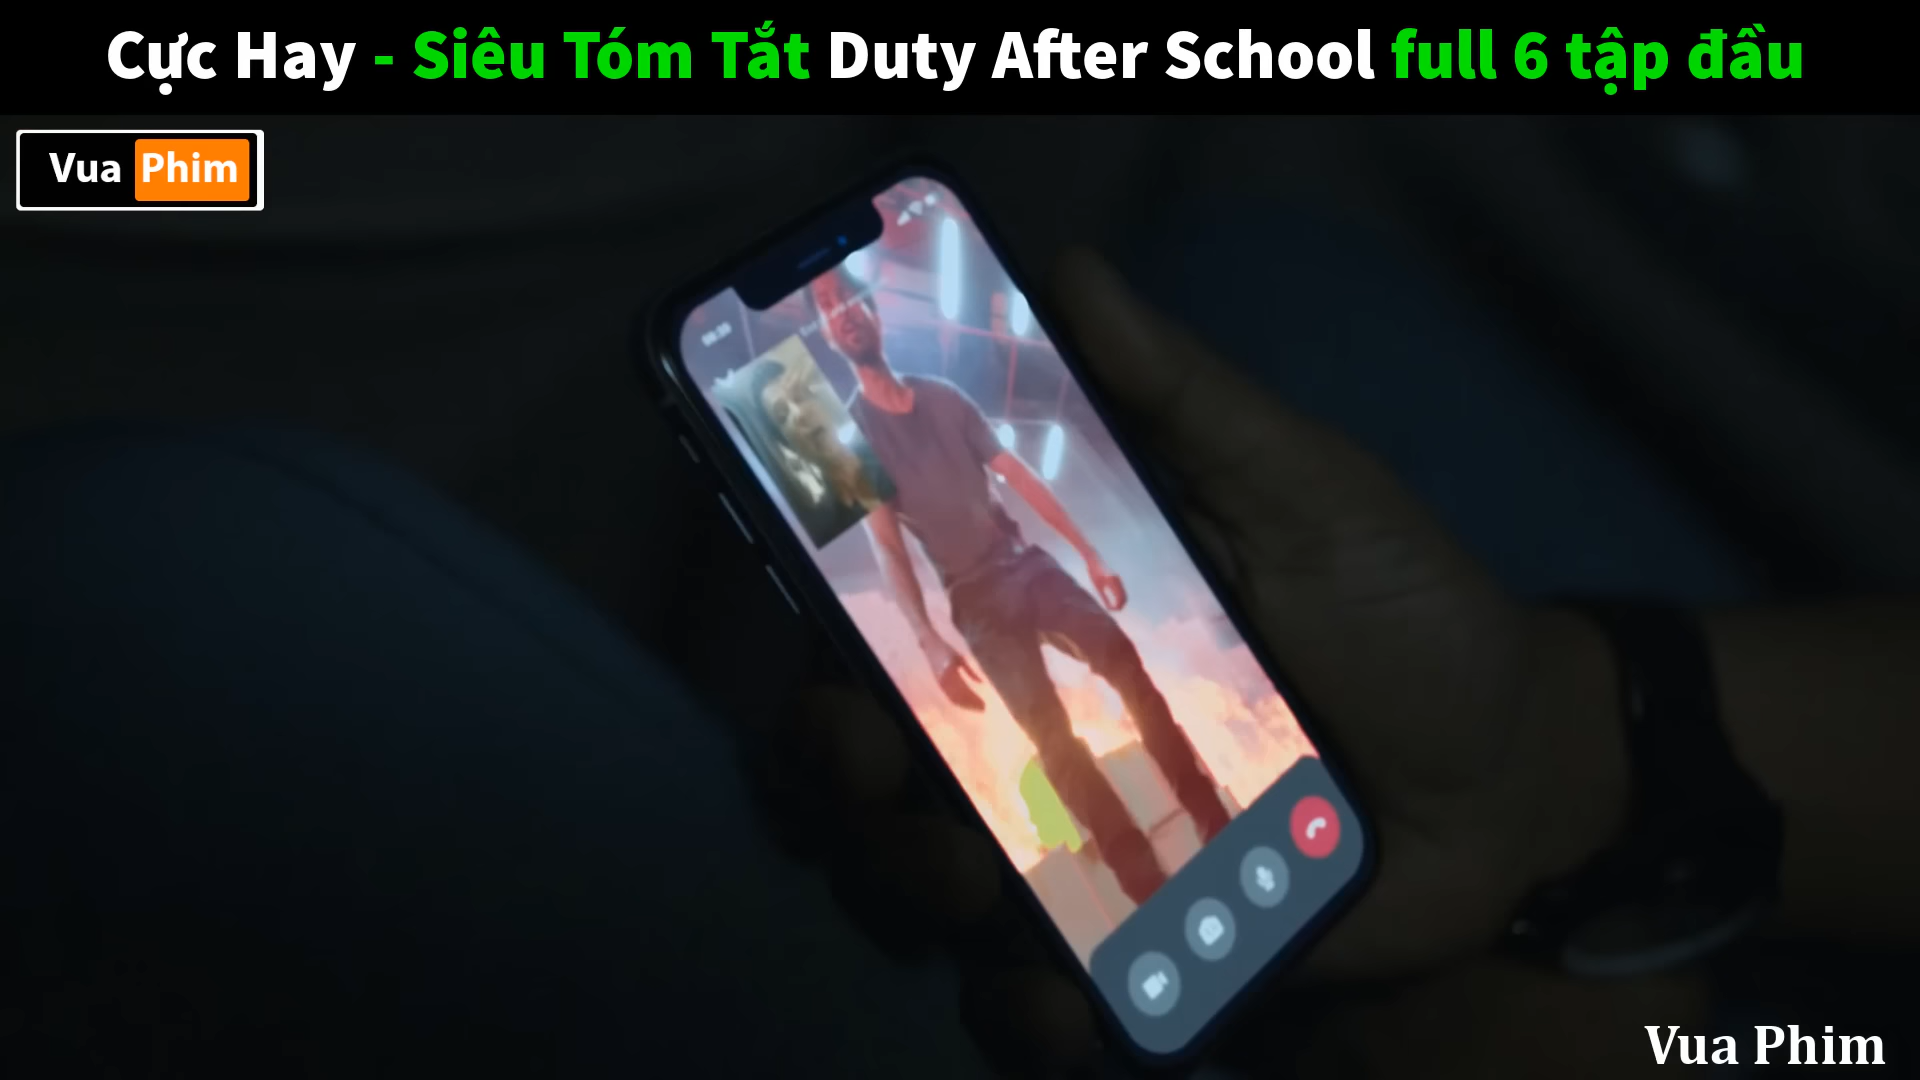 Cực Hay - Siêu Tóm Tắt Duty After School full 6 tập đầu
Vua Phim
Vua Phim